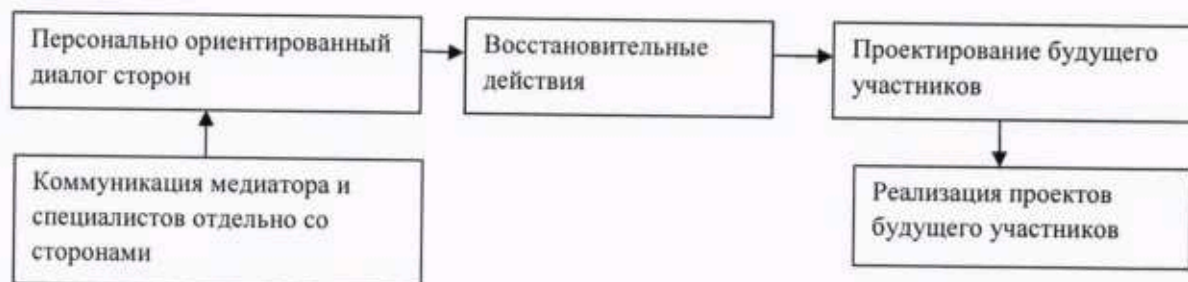 Персонально ориентированный
диалог сторон
Восстановительные
действия
Проектирование будущего
участников
Коммуникация медиатора и
специалистов отдельно со
сторонами
Реализация проектов
будущего участников